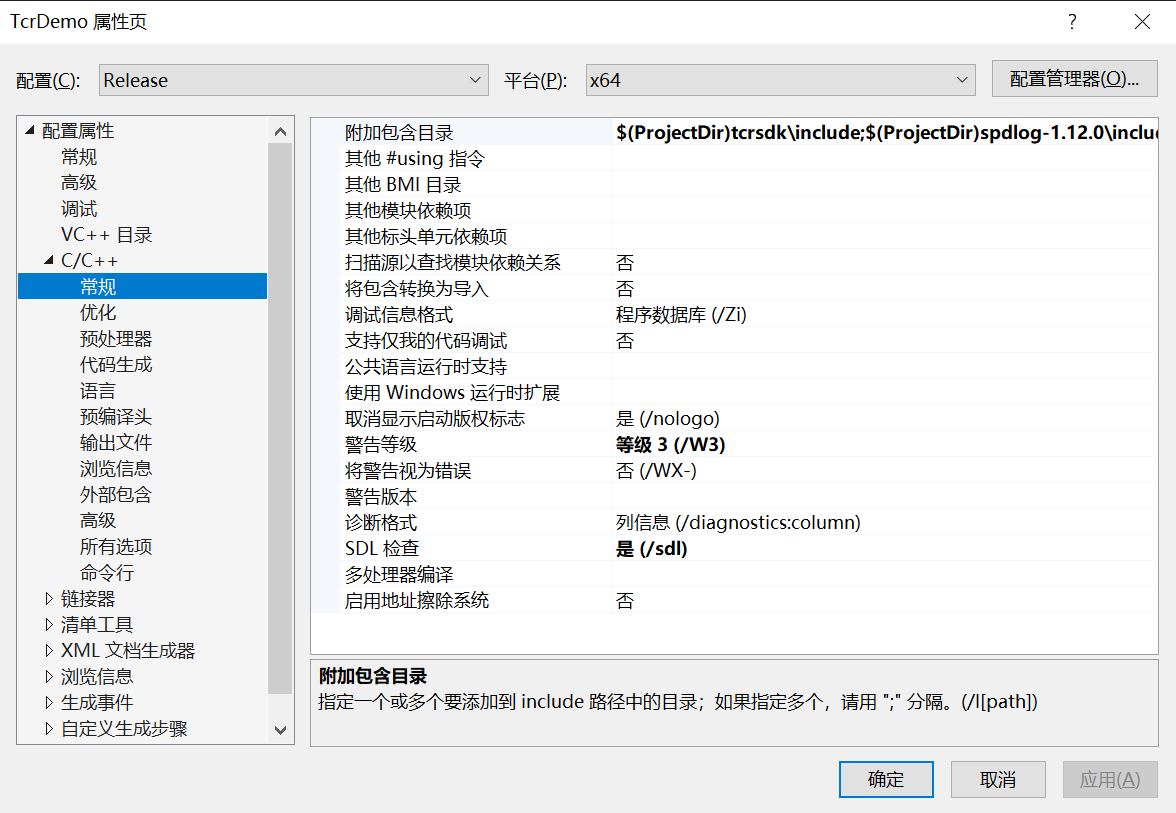 TcrDemo 属性页
配置(C): Release 平台(P): x64 配置管理器(O)...
配置属性
常规
高级
调试
VC++ 目录
C/C++
常规
优化
预处理器
代码生成
语言
预编译头
输出文件
浏览信息
外部包含
高级
所有选项
命令行
链接器
清单工具
XML 文档生成器
浏览信息
生成事件
自定义生成步骤
附加包含目录 $(ProjectDir)tcrsdk\include;$(ProjectDir)spdlog-1.12.0\inclu
其他 #using 指令
其他 BMI 目录
其他模块依赖项
其他标头单元依赖项
扫描源以查找模块依赖关系 否
将包含转换为导入 否
调试信息格式 程序数据库 (/Zi)
支持仅我的代码调试 否
公共语言运行时支持
使用 Windows 运行时扩展
取消显示启动版权标志 是 (/nologo)
警告等级 等级 3 (/W3)
将警告视为错误 否 (/WX-)
警告版本
诊断格式 列信息 (/diagnostics:column)
SDL 检查 是 (/sdl)
多处理器编译
启用地址擦除系统 否
附加包含目录
指定一个或多个要添加到 include 路径中的目录；如果指定多个，请用 ";" 分隔。(/I[path])
确定 取消 应用(A)